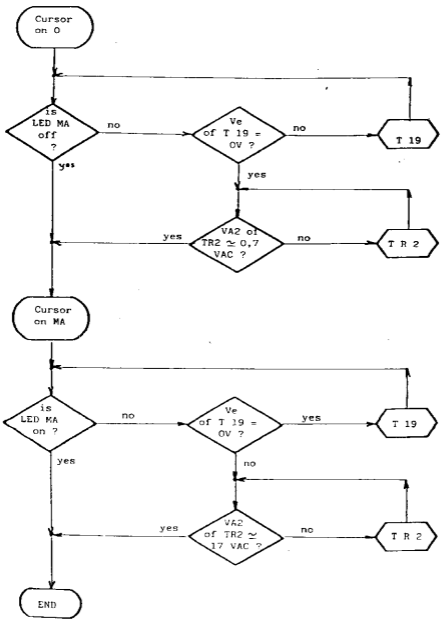 Cursor
on 0
is
LED MA
off
?
no
yes
Ve
of T 19 =
OV ?
no
T 19
yes
VA2 of
TR2 ≃ 0,7
VAC ?
yes
no
T R 2
Cursor
on MA
is
LED MA
on ?
no
yes
Ve
of T 19 =
OV ?
yes
T 19
no
VA2
of TR2 ≃
17 VAC ?
yes
no
T R 2
END